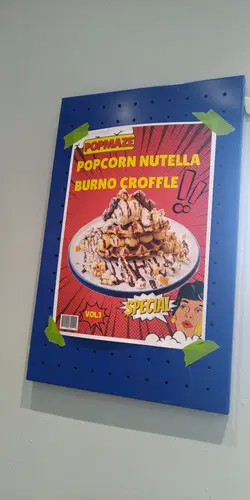 POPMAZE
POPCORN NUTELLA
BURNO CROFFLE!!
SPECIAL
VOL.1